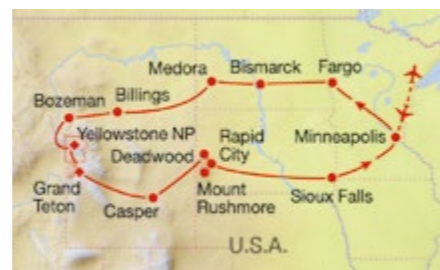 Medora
Bismarck
Fargo
Bozeman
Billings
Yellowstone NP
Deadwood
Rapid
City
Minneapolis
Grand
Teton
Casper
Mount
Rushmore
Sioux Falls
U.S.A.